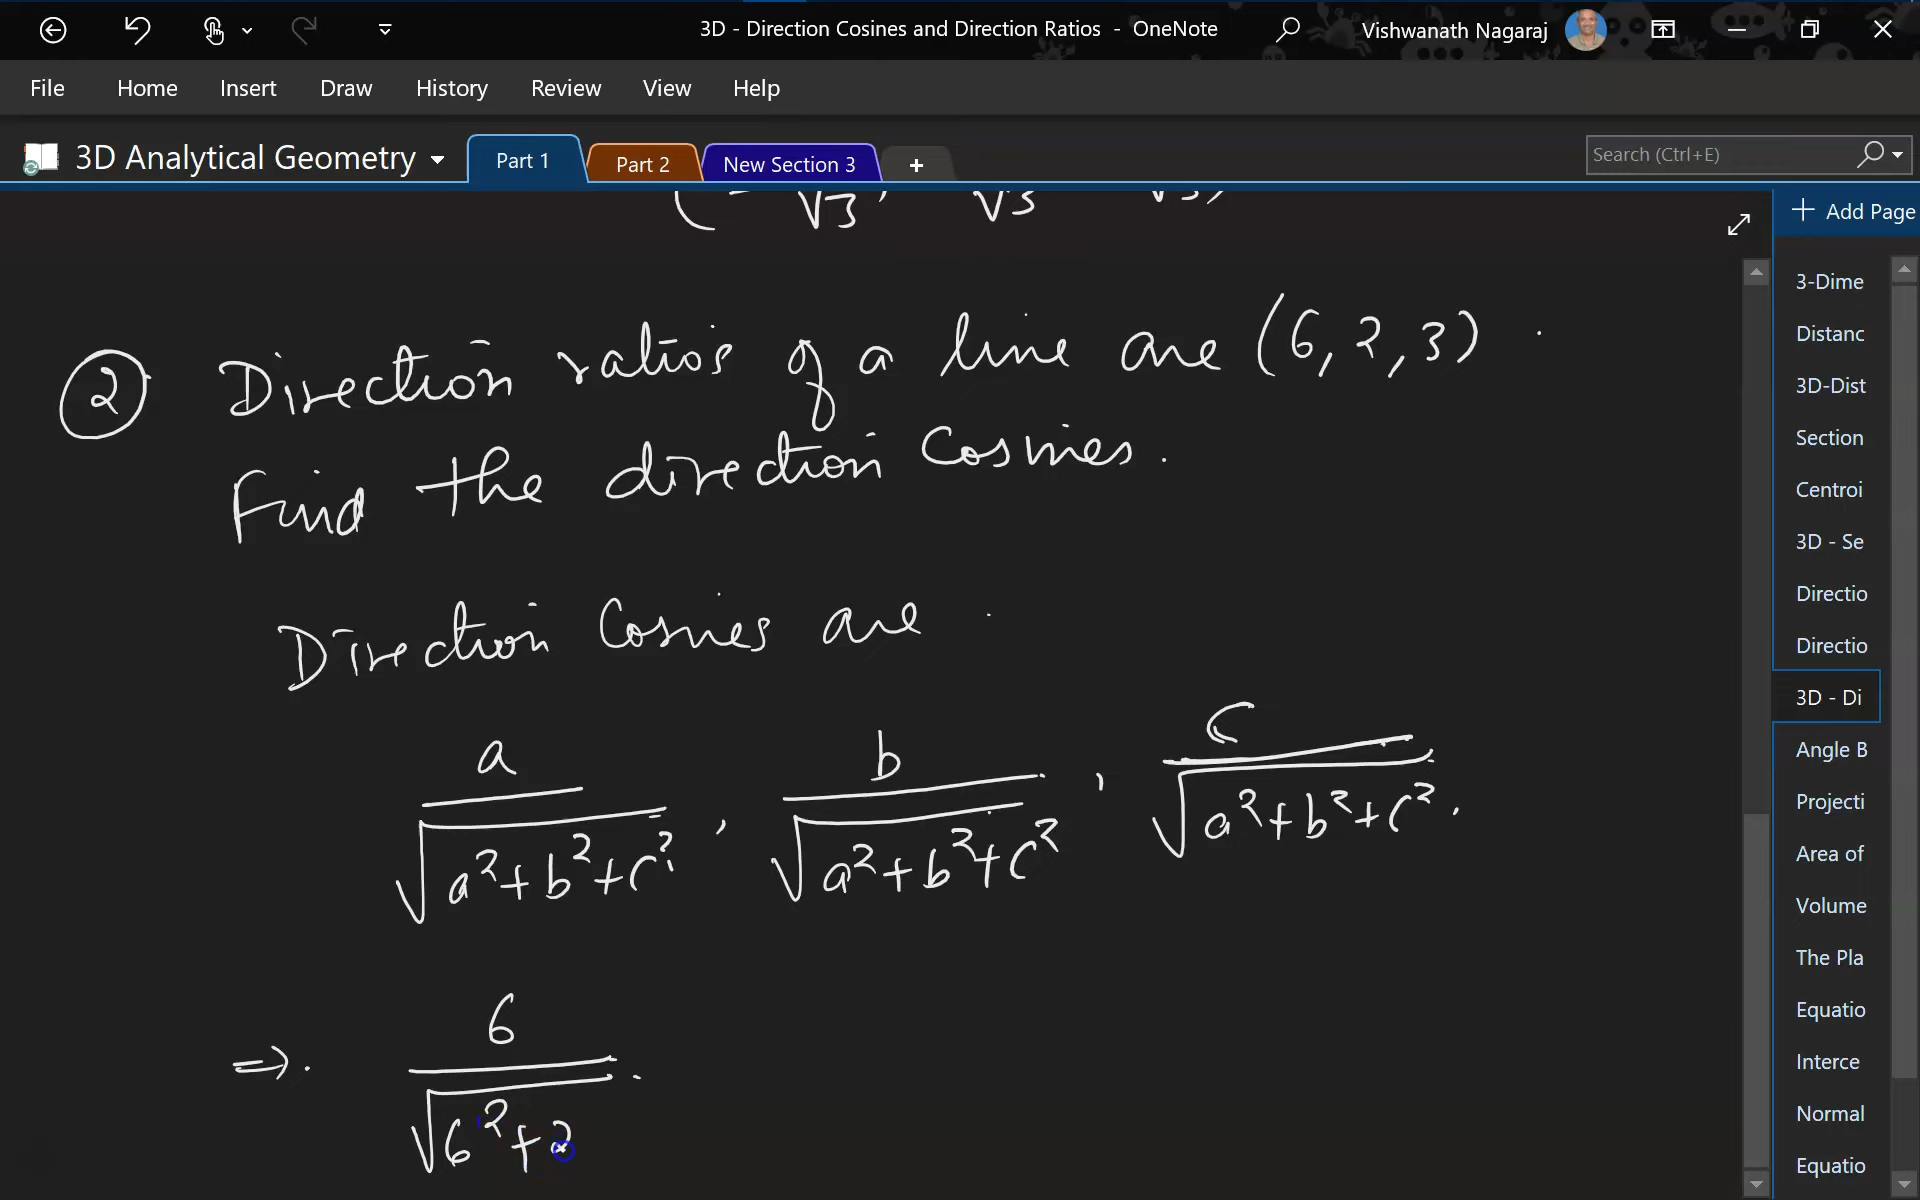 3D - Direction Cosines and Direction Ratios - OneNote
Vishwanath Nagaraj
File Home Insert Draw History Review View Help
3D Analytical Geometry
Part 1
Part 2
New Section 3
+
Search (Ctrl+E)
+ Add Page
3-Dime
Distanc
3D-Dist
Section
Centroi
3D - Se
Directio
Directio
3D - Di
Angle B
Projecti
Area of
Volume
The Pla
Equatio
Interce
Normal
Equatio
(- √3, √3 √3)
② Direction ratios of a line are (6, 2, 3).
Find the direction Cosines.
Direction Cosines are
a/√(a²+b²+c²), b/√(a²+b²+c²), c/√(a²+b²+c²).
⇒. 6/√(6²+2